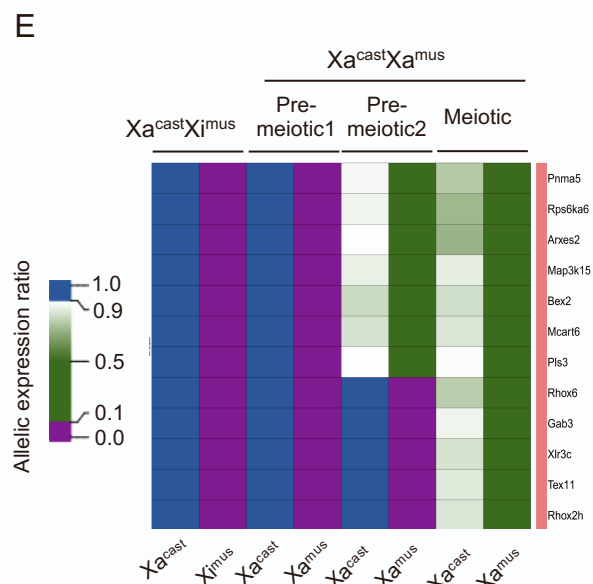 E
Xa^cast Xa^mus
Xa^cast Xi^mus
Pre-
meiotic1
Pre-
meiotic2
Meiotic
Allelic expression ratio
1.0
0.9
0.5
0.1
0.0
Pnma5
Rps6ka6
Arxes2
Map3k15
Bex2
Mcart6
Pls3
Rhox6
Gab3
Xlr3c
Tex11
Rhox2h
Xa^cast
Xi^mus
Xa^cast
Xa^mus
Xa^cast
Xa^mus
Xa^cast
Xa^mus